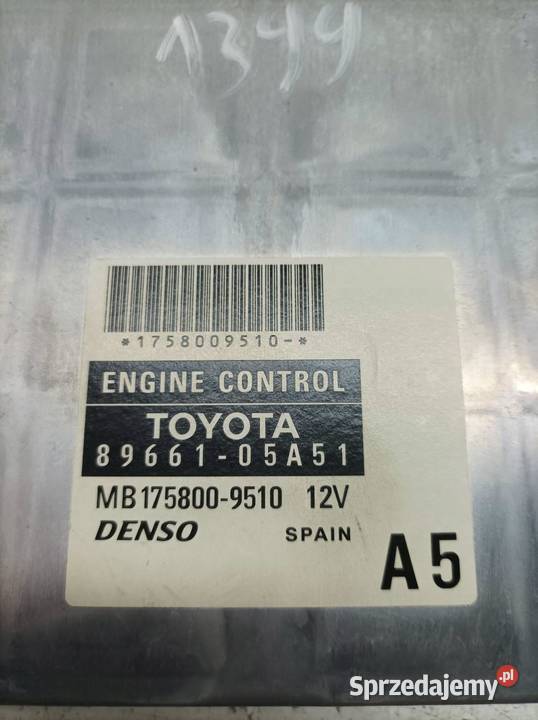 1344
*1758009510-*
ENGINE CONTROL
TOYOTA
89661-05A51
MB175800-9510 12V
DENSO SPAIN
A5
Sprzedajemy.pl